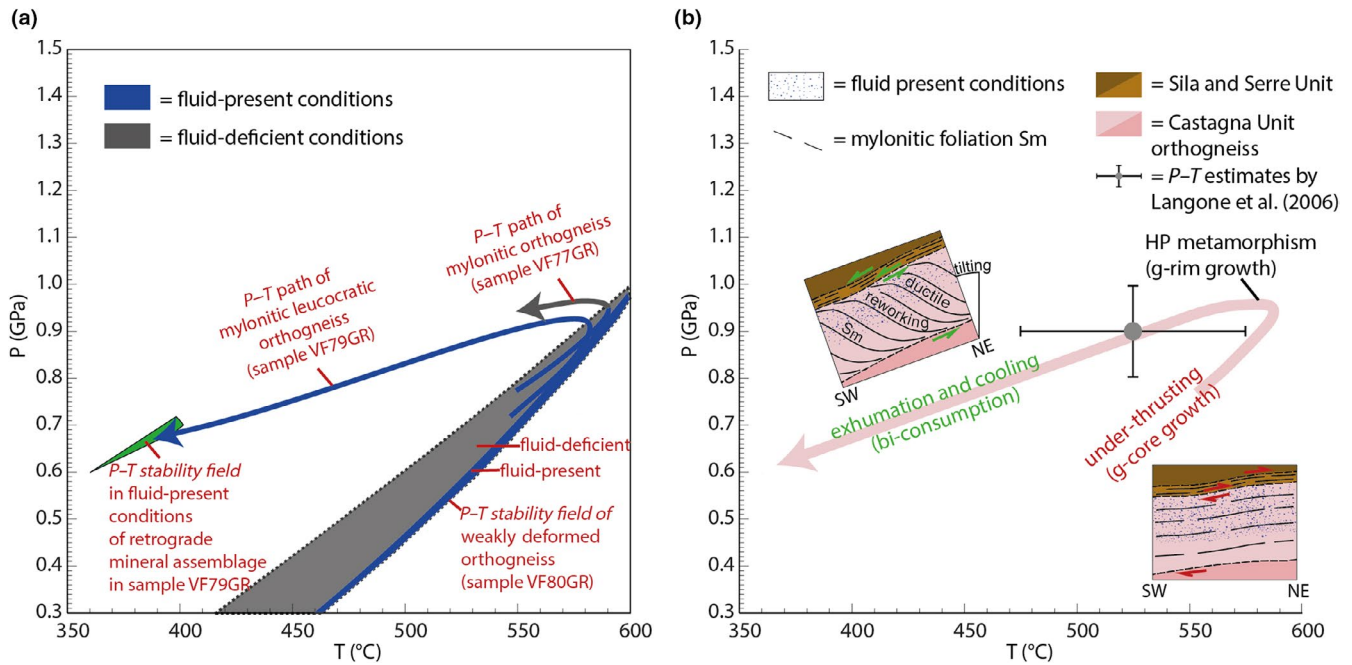 (a)
1.5
1.4
1.3
1.2
1.1
1.0
0.9
0.8
0.7
0.6
0.5
0.4
0.3
P (GPa)
= fluid-present conditions
= fluid-deficient conditions
P–T path of
mylonitic orthogneiss
(sample VF77GR)
P–T path of
mylonitic leucocratic
orthogneiss
(sample VF79GR)
fluid-deficient
fluid-present
P–T stability field
in fluid-present
conditions
of retrograde
mineral assemblage
in sample VF79GR
P–T stability field of
weakly deformed
orthogneiss
(sample VF80GR)
350
400
450
500
550
600
T (°C)
(b)
1.5
1.4
1.3
1.2
1.1
1.0
0.9
0.8
0.7
0.6
0.5
0.4
0.3
P (GPa)
= fluid present conditions
= mylonitic foliation Sm
= Sila and Serre Unit
= Castagna Unit
orthogneiss
= P–T estimates by
Langone et al. (2006)
HP metamorphism
(g-rim growth)
tilting
ductile
reworking
Sm
NE
SW
exhumation and cooling
(bi-consumption)
under-thrusting
(g-core growth)
SW
NE
350
400
450
500
550
600
T (°C)